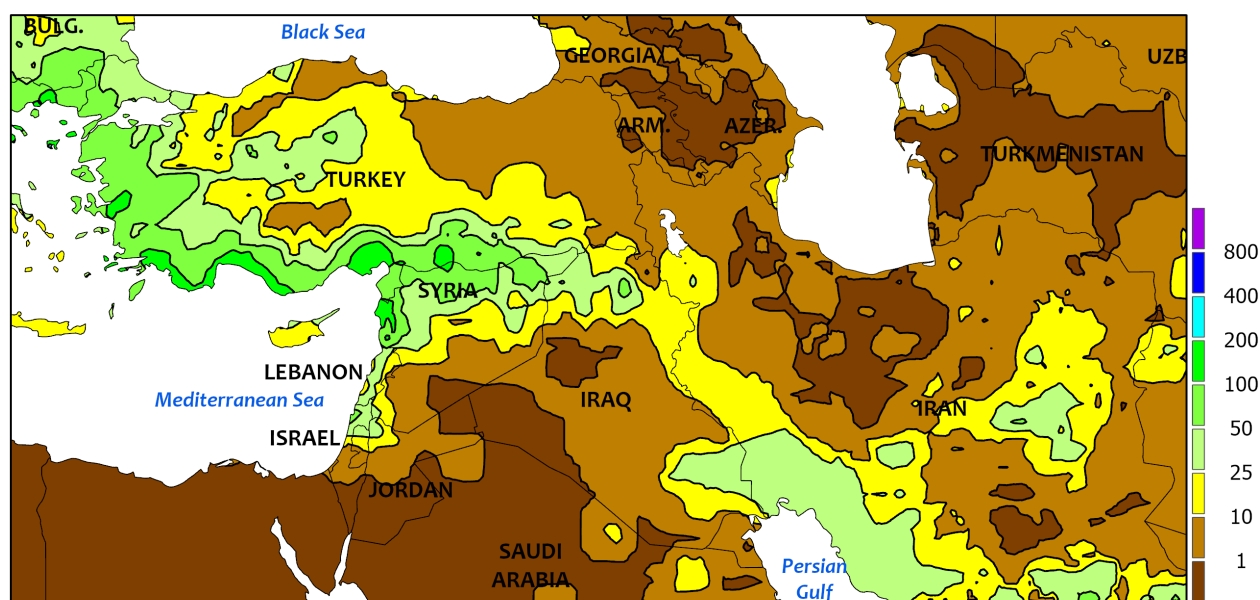 BULG.
Black Sea
GEORGIA
UZB
ARM.
AZER.
TURKMENISTAN
TURKEY
SYRIA
LEBANON
Mediterranean Sea
IRAQ
IRAN
ISRAEL
JORDAN
SAUDI
ARABIA
Persian
Gulf
800
400
200
100
50
25
10
1